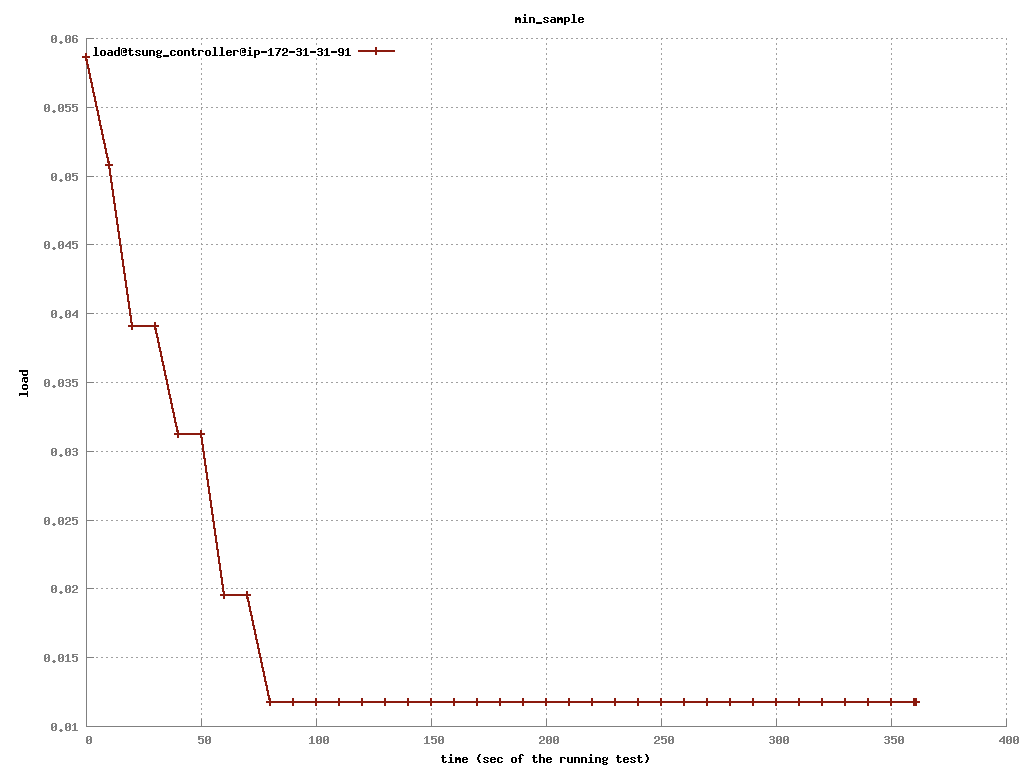 min_sample
load@tsung_controller@ip-172-31-31-91
0.06
0.055
0.05
0.045
0.04
0.035
0.03
0.025
0.02
0.015
0.01
load
0 50 100 150 200 250 300 350 400
time (sec of the running test)